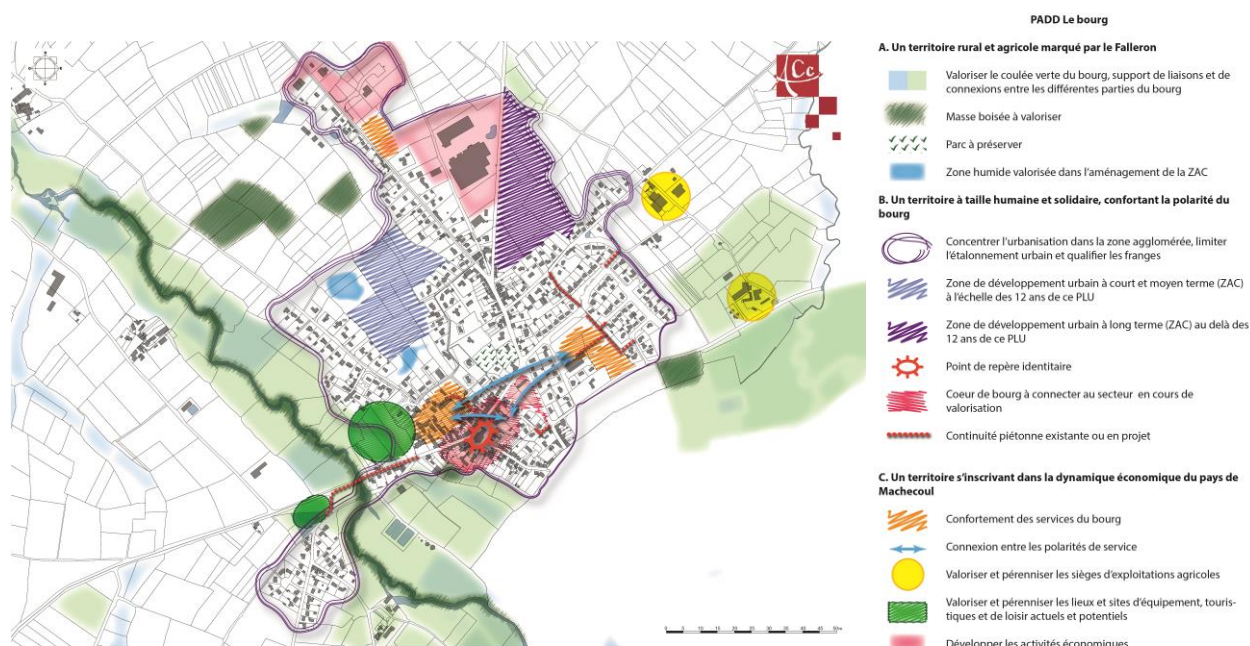 PADD Le bourg
A. Un territoire rural et agricole marqué par le Falleron
Valoriser le coulée verte du bourg, support de liaisons et de
connexions entre les différentes parties du bourg
Masse boisée à valoriser
Parc à préserver
Zone humide valorisée dans l'aménagement de la ZAC
B. Un territoire à taille humaine et solidaire, confortant la polarité du
bourg
Concentrer l'urbanisation dans la zone agglomérée, limiter
l'étalonnement urbain et qualifier les franges
Zone de développement urbain à court et moyen terme (ZAC)
à l'échelle des 12 ans de ce PLU
Zone de développement urbain à long terme (ZAC) au delà des
12 ans de ce PLU
Point de repère identitaire
Coeur de bourg à connecter au secteur en cours de
valorisation
Continuité piétonne existante ou en projet
C. Un territoire s'inscrivant dans la dynamique économique du pays de
Machecoul
Confortement des services du bourg
Connexion entre les polarités de service
Valoriser et pérenniser les sièges d'exploitations agricoles
Valoriser et pérenniser les lieux et sites d'équipement, touris-
tiques et de loisir actuels et potentiels
Développer les activités économiques
Cc